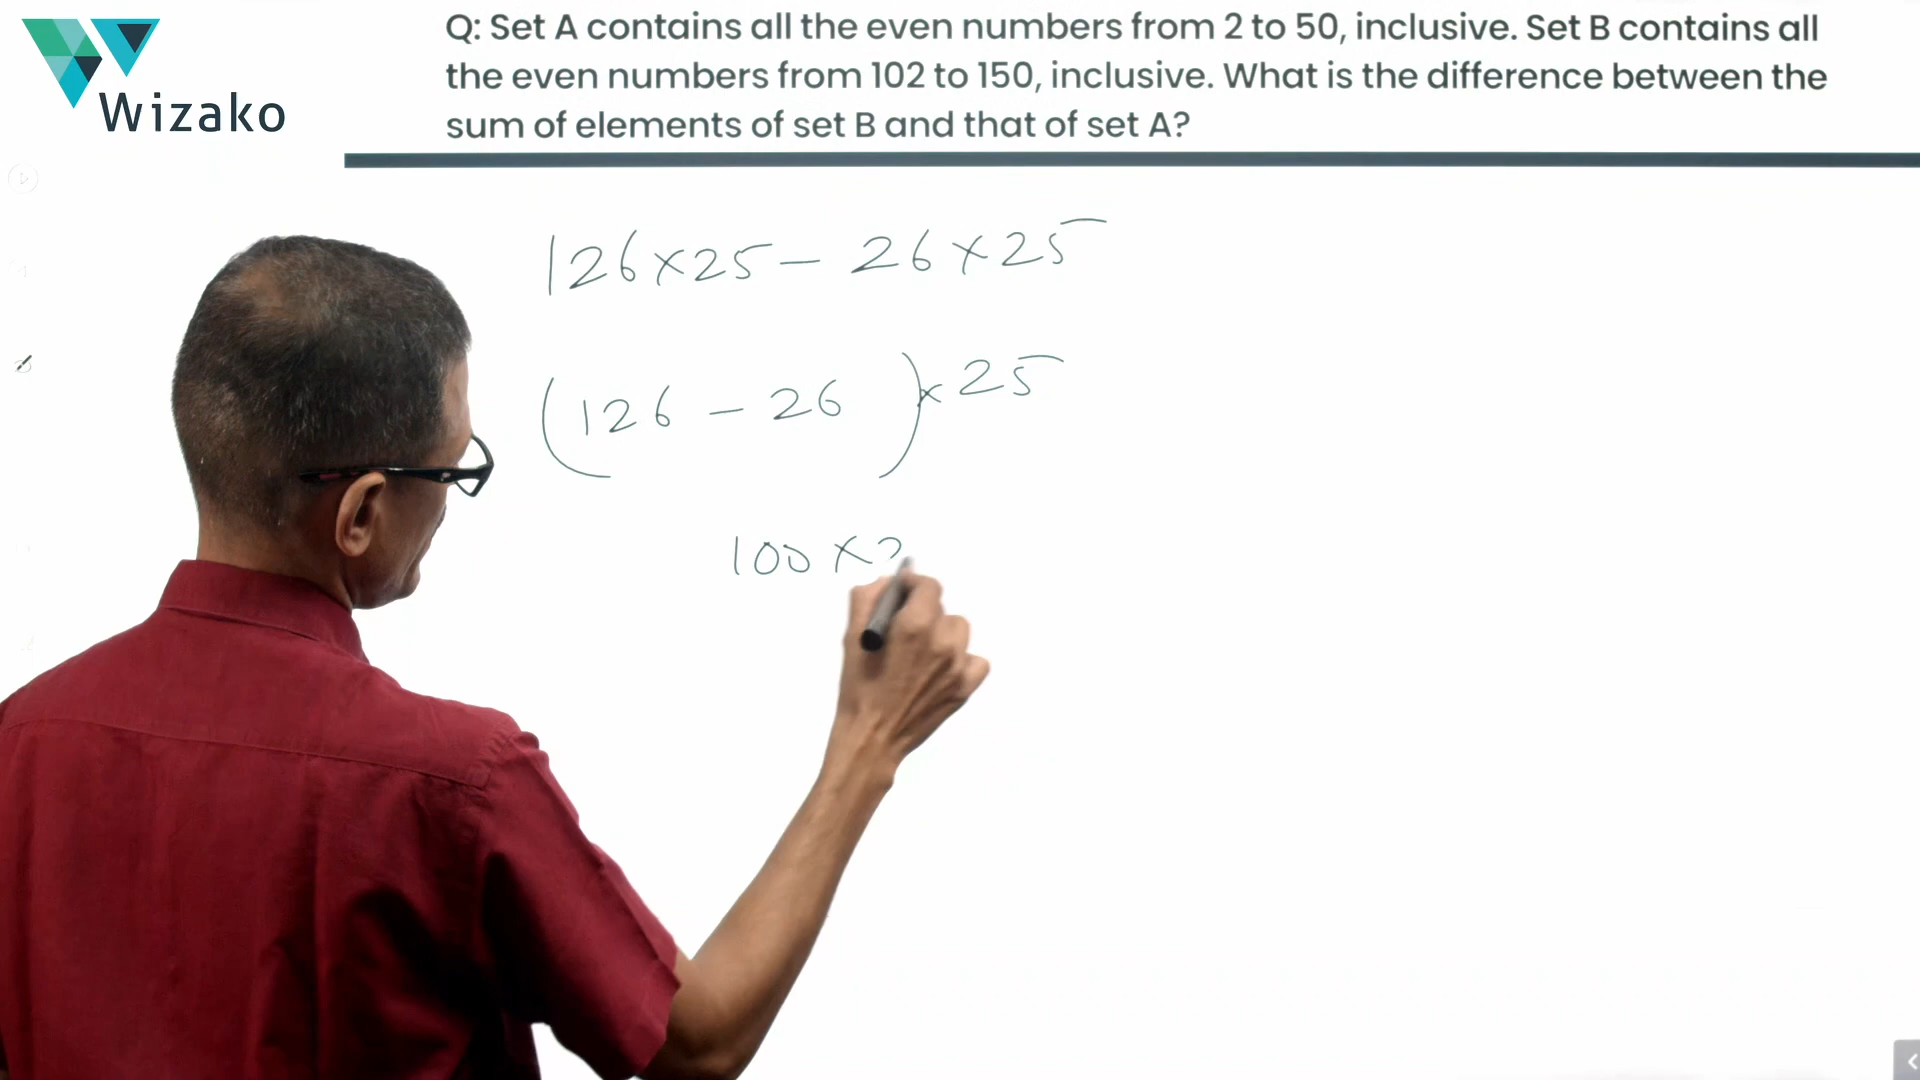 Wizako
Q: Set A contains all the even numbers from 2 to 50, inclusive. Set B contains all
the even numbers from 102 to 150, inclusive. What is the difference between the
sum of elements of set B and that of set A?
126×25 – 26×25
(126 – 26)×25
100×2